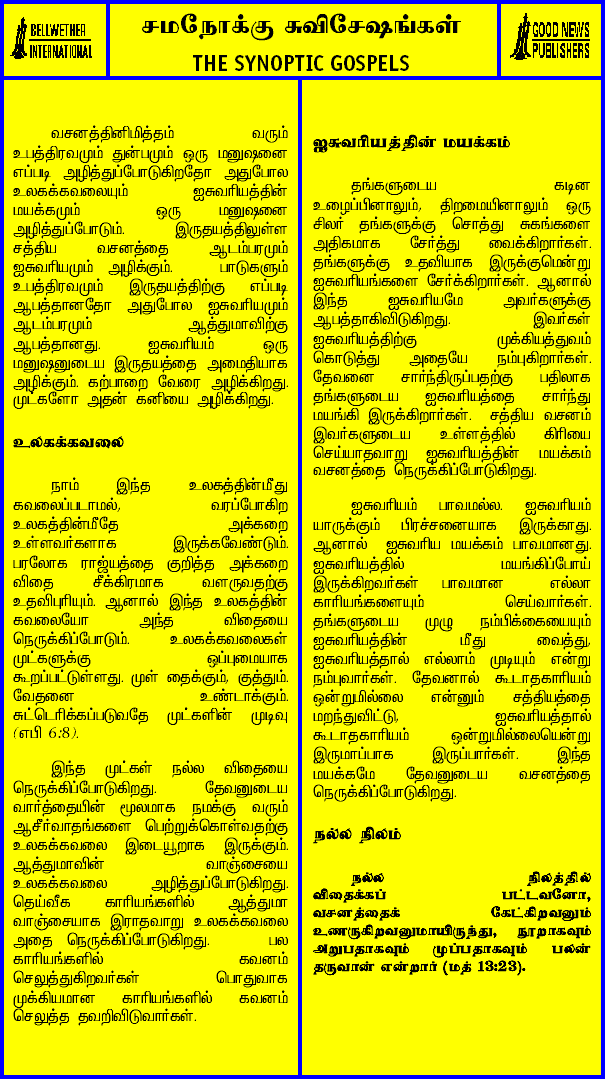 BELLWETHER
INTERNATIONAL
சமநோக்கு சுவிசேஷங்கள்
THE SYNOPTIC GOSPELS
GOOD NEWS
PUBLISHERS
வசனத்தினிமித்தம் வரும்
உபத்திரவமும் துன்பமும் ஒரு மனுஷனை
எப்படி அழித்துப்போடுகிறதோ அதுபோல
உலகக்கவலையும் ஐசுவரியத்தின்
மயக்கமும் ஒரு மனுஷனை
அழித்துப்போடும். இருதயத்திலுள்ள
சத்திய வசனத்தை ஆடம்பரமும்
ஐசுவரியமும் அழிக்கும். பாடுகளும்
உபத்திரவமும் இருதயத்திற்கு எப்படி
ஆபத்தானதோ அதுபோல ஐசுவரியமும்
ஆடம்பரமும் ஆத்துமாவிற்கு
ஆபத்தானது. ஐசுவரியம் ஒரு
மனுஷனுடைய இருதயத்தை அமைதியாக
அழிக்கும். கற்பாறை வேரை அழிக்கிறது.
முட்களோ அதன் கனியை அழிக்கிறது.
உலகக்கவலை
நாம் இந்த உலகத்தின்மீது
கவலைப்படாமல், வரப்போகிற
உலகத்தின்மீதே அக்கறை
உள்ளவர்களாக இருக்கவேண்டும்.
பரலோக ராஜ்யத்தை குறித்த அக்கறை
விதை சீக்கிரமாக வளருவதற்கு
உதவிபுரியும். ஆனால் இந்த உலகத்தின்
கவலையோ அந்த விதையை
நெருக்கிப்போடும். உலகக்கவலைகள்
முட்களுக்கு ஒப்புமையாக
கூறப்பட்டுள்ளது. முள் தைக்கும், குத்தும்.
வேதனை உண்டாக்கும்.
சுட்டெரிக்கப்படுவதே முட்களின் முடிவு
(எபி 6:8).
இந்த முட்கள் நல்ல விதையை
நெருக்கிப்போடுகிறது. தேவனுடைய
வார்த்தையின் மூலமாக நமக்கு வரும்
ஆசீர்வாதங்களை பெற்றுக்கொள்வதற்கு
உலகக்கவலை இடையூறாக இருக்கும்.
ஆத்துமாவின் வாஞ்சையை
உலகக்கவலை அழித்துப்போடுகிறது.
தெய்வீக காரியங்களில் ஆத்துமா
வாஞ்சையாக இராதவாறு உலகக்கவலை
அதை நெருக்கிப்போடுகிறது. பல
காரியங்களில் கவனம்
செலுத்துகிறவர்கள் பொதுவாக
முக்கியமான காரியங்களில் கவனம்
செலுத்த தவறிவிடுவார்கள்.
ஐசுவரியத்தின் மயக்கம்
தங்களுடைய கடின
உழைப்பினாலும், திறமையினாலும் ஒரு
சிலர் தங்களுக்கு சொத்து சுகங்களை
அதிகமாக சேர்த்து வைக்கிறார்கள்.
தங்களுக்கு உதவியாக இருக்குமென்று
ஐசுவரியங்களை சேர்க்கிறார்கள். ஆனால்
இந்த ஐசுவரியமே அவர்களுக்கு
ஆபத்தாகிவிடுகிறது. இவர்கள்
ஐசுவரியத்திற்கு முக்கியத்துவம்
கொடுத்து அதையே நம்புகிறார்கள்.
தேவனை சார்ந்திருப்பதற்கு பதிலாக
தங்களுடைய ஐசுவரியத்தை சார்ந்து
மயங்கி இருக்கிறார்கள். சத்திய வசனம்
இவர்களுடைய உள்ளத்தில் கிரியை
செய்யாதவாறு ஐசுவரியத்தின் மயக்கம்
வசனத்தை நெருக்கிப்போடுகிறது.
ஐசுவரியம் பாவமல்ல. ஐசுவரியம்
யாருக்கும் பிரச்சனையாக இருக்காது.
ஆனால் ஐசுவரிய மயக்கம் பாவமானது.
ஐசுவரியத்தில் மயங்கிப்போய்
இருக்கிறவர்கள் பாவமான எல்லா
காரியங்களையும் செய்வார்கள்.
தங்களுடைய முழு நம்பிக்கையையும்
ஐசுவரியத்தின் மீது வைத்து,
ஐசுவரியத்தால் எல்லாம் முடியும் என்று
நம்புவார்கள். தேவனால் கூடாதகாரியம்
ஒன்றுமில்லை என்னும் சத்தியத்தை
மறந்துவிட்டு, ஐசுவரியத்தால்
கூடாதகாரியம் ஒன்றுமில்லையென்று
இருமாப்பாக இருப்பார்கள். இந்த
மயக்கமே தேவனுடைய வசனத்தை
நெருக்கிப்போடுகிறது.
நல்ல நிலம்
நல்ல நிலத்தில்
விதைக்கப் பட்டவனோ,
வசனத்தைக் கேட்கிறவனும்
உணருகிறவனுமாயிருந்து, நூறாகவும்
அறுபதாகவும் முப்பதாகவும் பலன்
தருவான் என்றார் (மத் 13:23).